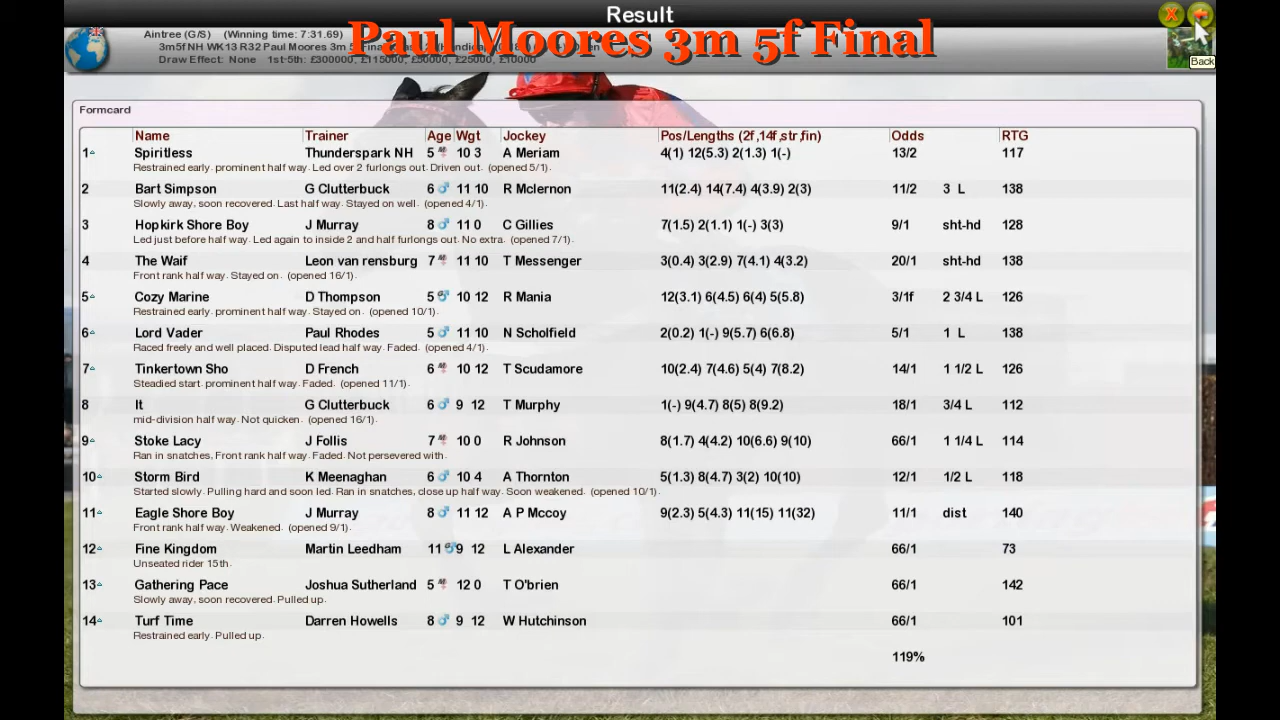 Result
Paul Moores 3m 5f Final
Aintree (G/S) (Winning time: 7:31.69)
3m5f NH WK13 R32 Paul Moores 3m 5f Final
Draw Effect: None 1st-5th: £300000, £115000, £50000, £25000, £10000
Back
Formcard
Name Trainer Age Wgt Jockey Pos/Lengths (2f,14f,str,fin) Odds RTG
1 Spiritless Thunderspark NH 5 10 3 A Meriam 4(1) 12(5.3) 2(1.3) 1(-) 13/2 117
Restrained early. prominent half way. Led over 2 furlongs out. Driven out. (opened 5/1).
2 Bart Simpson G Clutterbuck 6 11 10 R Mclernon 11(2.4) 14(7.4) 4(3.9) 2(3) 11/2 3 L 138
Slowly away, soon recovered. Last half way. Stayed on well. (opened 4/1).
3 Hopkirk Shore Boy J Murray 8 11 0 C Gillies 7(1.5) 2(1.1) 1(-) 3(3) 9/1 sht-hd 128
Led just before half way. Led again to inside 2 and half furlongs out. No extra. (opened 7/1).
4 The Waif Leon van rensburg 7 11 10 T Messenger 3(0.4) 3(2.9) 7(4.1) 4(3.2) 20/1 sht-hd 138
Front rank half way. Stayed on. (opened 16/1).
5 Cozy Marine D Thompson 5 10 12 R Mania 12(3.1) 6(4.5) 6(4) 5(5.8) 3/1f 2 3/4 L 126
Restrained early. prominent half way. Stayed on. (opened 10/1).
6 Lord Vader Paul Rhodes 5 11 10 N Scholfield 2(0.2) 1(-) 9(5.7) 6(6.8) 5/1 1 L 138
Raced freely and well placed. Disputed lead half way. Faded. (opened 4/1).
7 Tinkertown Sho D French 6 10 12 T Scudamore 10(2.4) 7(4.6) 5(4) 7(8.2) 14/1 1 1/2 L 126
Steadied start. prominent half way. Faded. (opened 11/1).
8 It G Clutterbuck 6 9 12 T Murphy 1(-) 9(4.7) 8(5) 8(9.2) 18/1 3/4 L 112
mid-division half way. Not quicken. (opened 16/1).
9 Stoke Lacy J Follis 7 10 0 R Johnson 8(1.7) 4(4.2) 10(6.6) 9(10) 66/1 1 1/4 L 114
Ran in snatches, Front rank half way. Faded. Not persevered with.
10 Storm Bird K Meenaghan 6 10 4 A Thornton 5(1.3) 8(4.7) 3(2) 10(10) 12/1 1/2 L 118
Started slowly. Pulling hard and soon led. Ran in snatches, close up half way. Soon weakened. (opened 10/1).
11 Eagle Shore Boy J Murray 8 11 12 A P Mccoy 9(2.3) 5(4.3) 11(15) 11(32) 11/1 dist 140
Front rank half way. Weakened. (opened 9/1).
12 Fine Kingdom Martin Leedham 11 9 12 L Alexander 66/1 73
Unseated rider 15th.
13 Gathering Pace Joshua Sutherland 5 12 0 T O'brien 66/1 142
Slowly away, soon recovered. Pulled up.
14 Turf Time Darren Howells 8 9 12 W Hutchinson 66/1 101
Restrained early. Pulled up.
119%